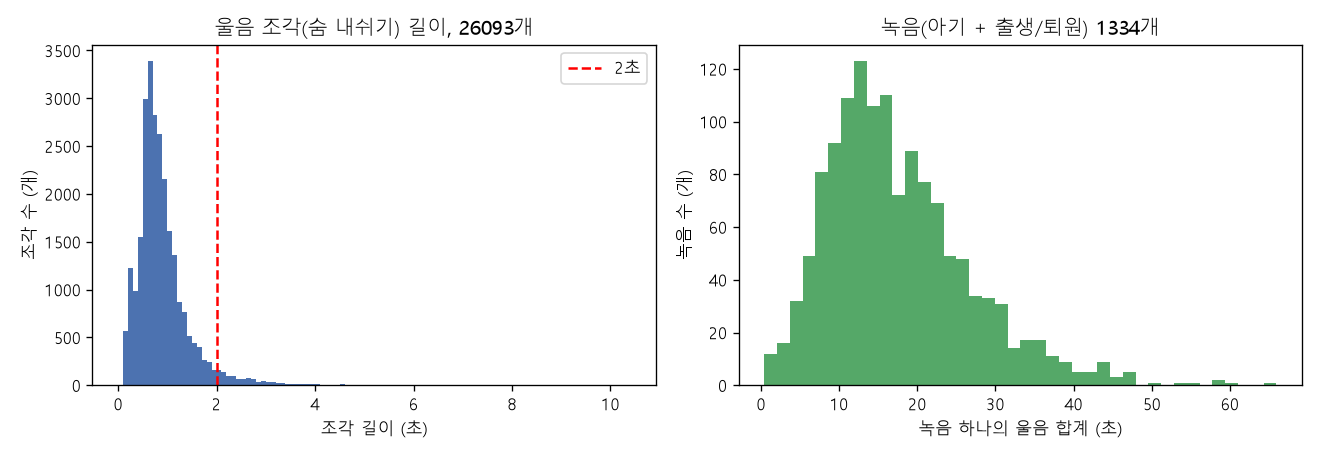 울음 조각(숨 내쉬기) 길이, 26093개
3500
3000
2500
2000
1500
1000
500
0
조각 수 (개)
2초
0 2 4 6 8 10
조각 길이 (초)
녹음(아기 + 출생/퇴원) 1334개
120
100
80
60
40
20
0
녹음 수 (개)
0 10 20 30 40 50 60
녹음 하나의 울음 합계 (초)